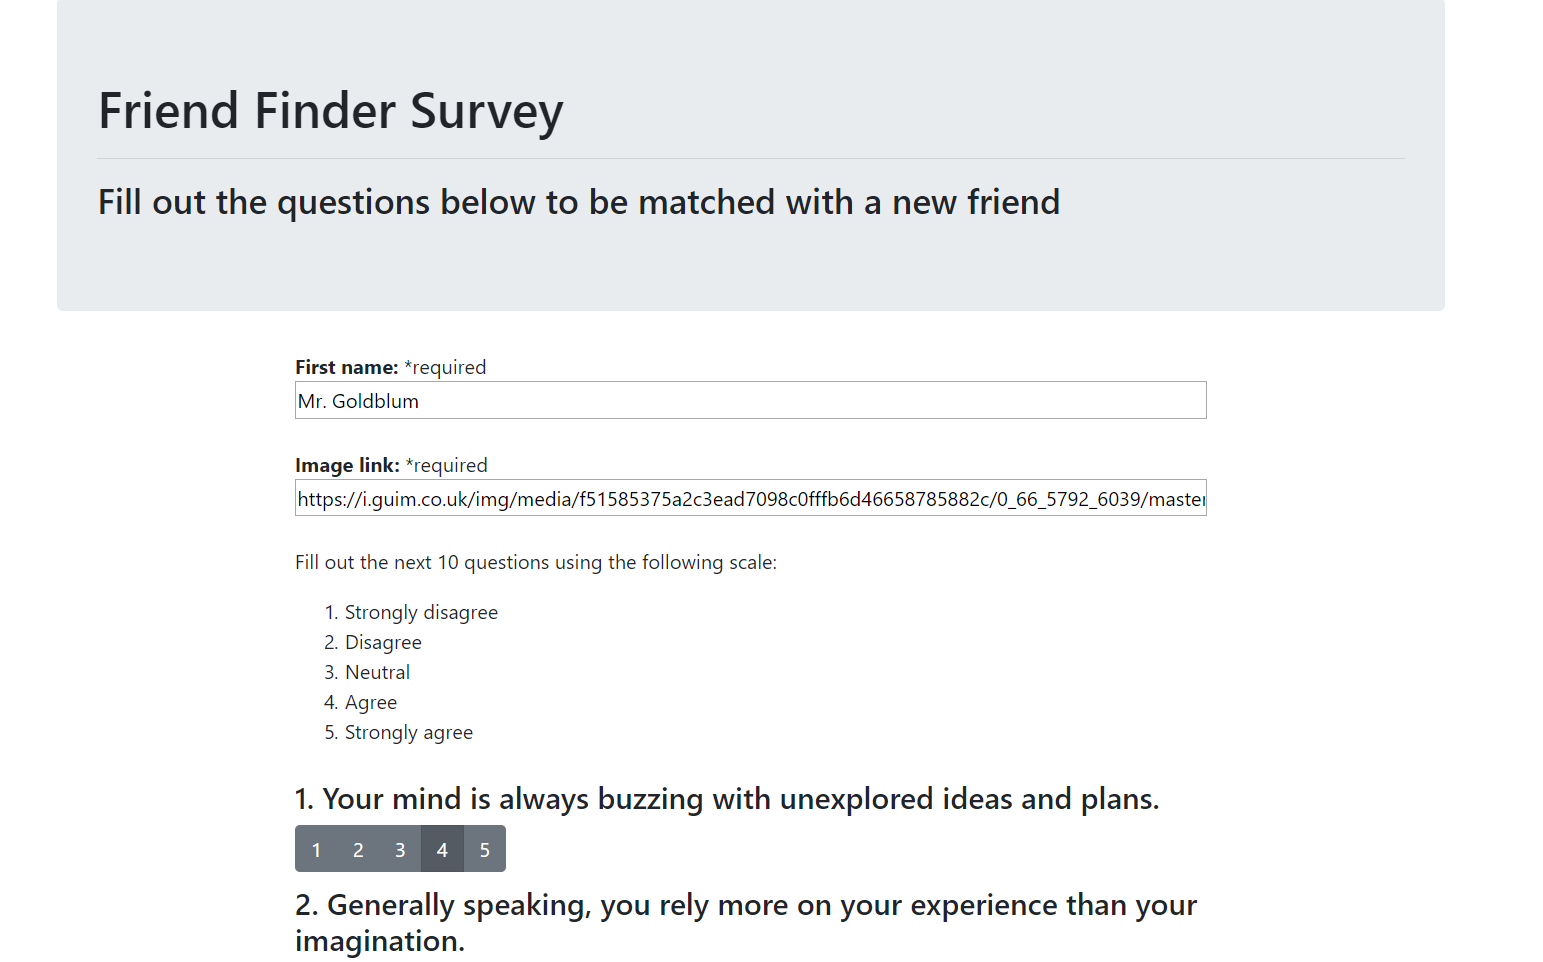 Friend Finder Survey
Fill out the questions below to be matched with a new friend
First name: *required
Mr. Goldblum
Image link: *required
https://i.guim.co.uk/img/media/f51585375a2c3ead7098c0fffb6d46658785882c/0_66_5792_6039/master
Fill out the next 10 questions using the following scale:
1. Strongly disagree
2. Disagree
3. Neutral
4. Agree
5. Strongly agree
1. Your mind is always buzzing with unexplored ideas and plans.
1 2 3 4 5
2. Generally speaking, you rely more on your experience than your
imagination.